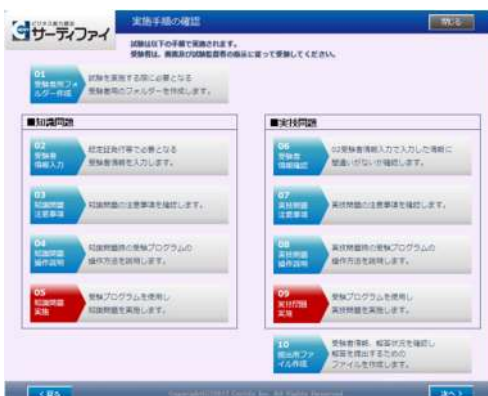 ビジネス能力認定
サーティファイ
実施手順の確認
閉じる
試験は以下の手順で実施されます。
受験者は、画面及び試験監督者の指示に従って受験してください。
01
受験者用フォ
ルダー作成
試験を実施する際に必要となる
受験者用のフォルダーを作成します。
■知識問題
02
受験者
情報入力
認定証発行等で必要となる
受験者情報を入力します。
03
知識問題
注意事項
知識問題の注意事項を確認します。
04
知識問題
操作説明
知識問題時の受験プログラムの
操作方法を説明します。
05
知識問題
実施
受験プログラムを使用し
知識問題を実施します。
■実技問題
06
受験者
情報確認
02受験者情報入力で入力した情報に
間違いがないか確認します。
07
実技問題
注意事項
実技問題の注意事項を確認します。
08
実技問題
操作説明
実技問題時の受験プログラムの
操作方法を説明します。
09
実技問題
実施
受験プログラムを使用し
実技問題を実施します。
10
提出用ファ
イル作成
受験者情報、解答状況を確認し
解答を提出するための
ファイルを作成します。
< 戻る
次へ >